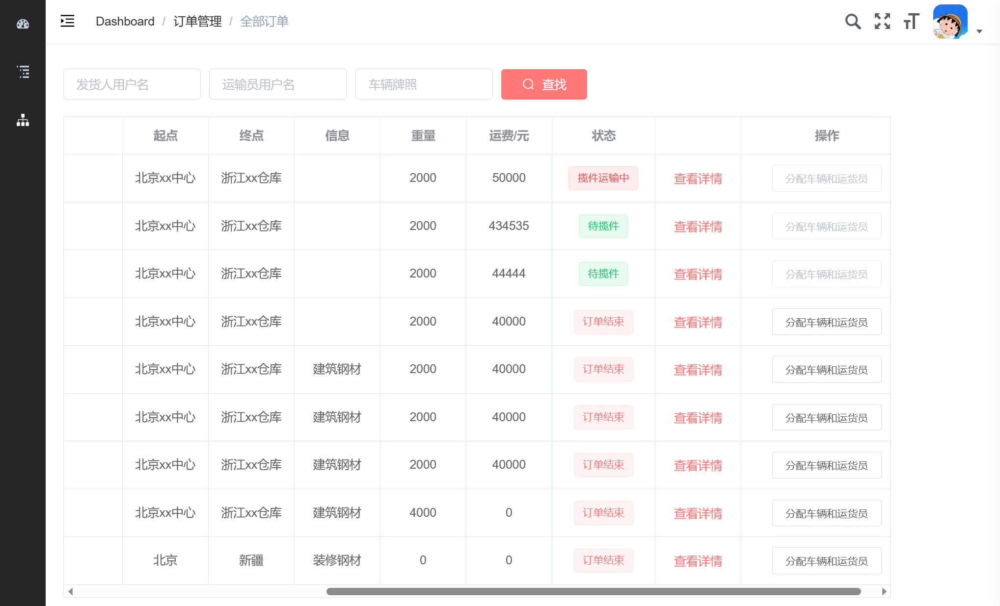 Dashboard / 订单管理 / 全部订单
发货人用户名 运输员用户名 车辆牌照 查找
起点 终点 信息 重量 运费/元 状态 操作
北京xx中心 浙江xx仓库 2000 50000 揽件运输中 查看详情 分配车辆和运货员
北京xx中心 浙江xx仓库 2000 434535 待揽件 查看详情 分配车辆和运货员
北京xx中心 浙江xx仓库 2000 44444 待揽件 查看详情 分配车辆和运货员
北京xx中心 浙江xx仓库 2000 40000 订单结束 查看详情 分配车辆和运货员
北京xx中心 浙江xx仓库 建筑钢材 2000 40000 订单结束 查看详情 分配车辆和运货员
北京xx中心 浙江xx仓库 建筑钢材 2000 40000 订单结束 查看详情 分配车辆和运货员
北京xx中心 浙江xx仓库 建筑钢材 2000 40000 订单结束 查看详情 分配车辆和运货员
北京xx中心 浙江xx仓库 建筑钢材 4000 0 订单结束 查看详情 分配车辆和运货员
北京 新疆 装修钢材 0 0 订单结束 查看详情 分配车辆和运货员